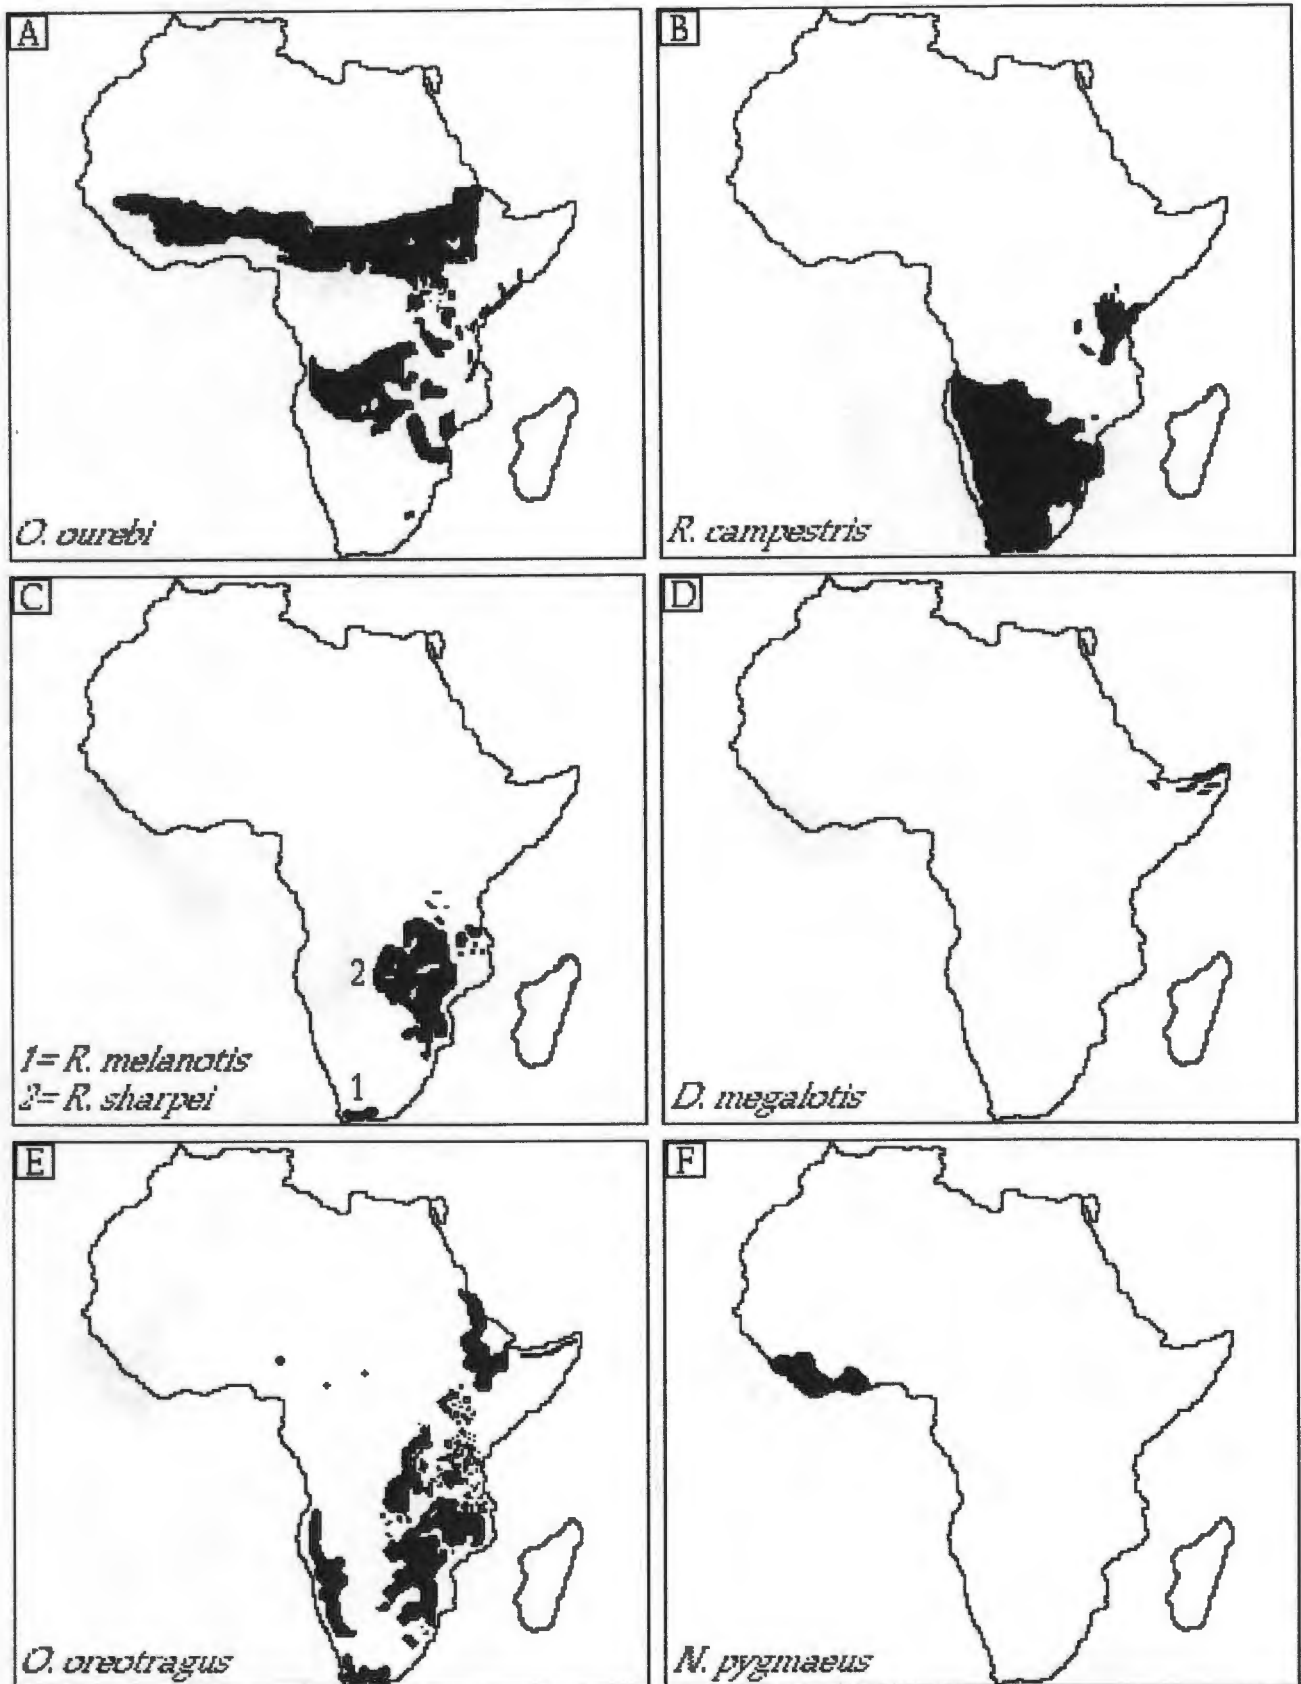 A
O. ourebi
B
R. campestris
C
2
1
1= R. melanotis
2= R. sharpei
D
D. megalotis
E
O. oreotragus
F
N. pygmaeus